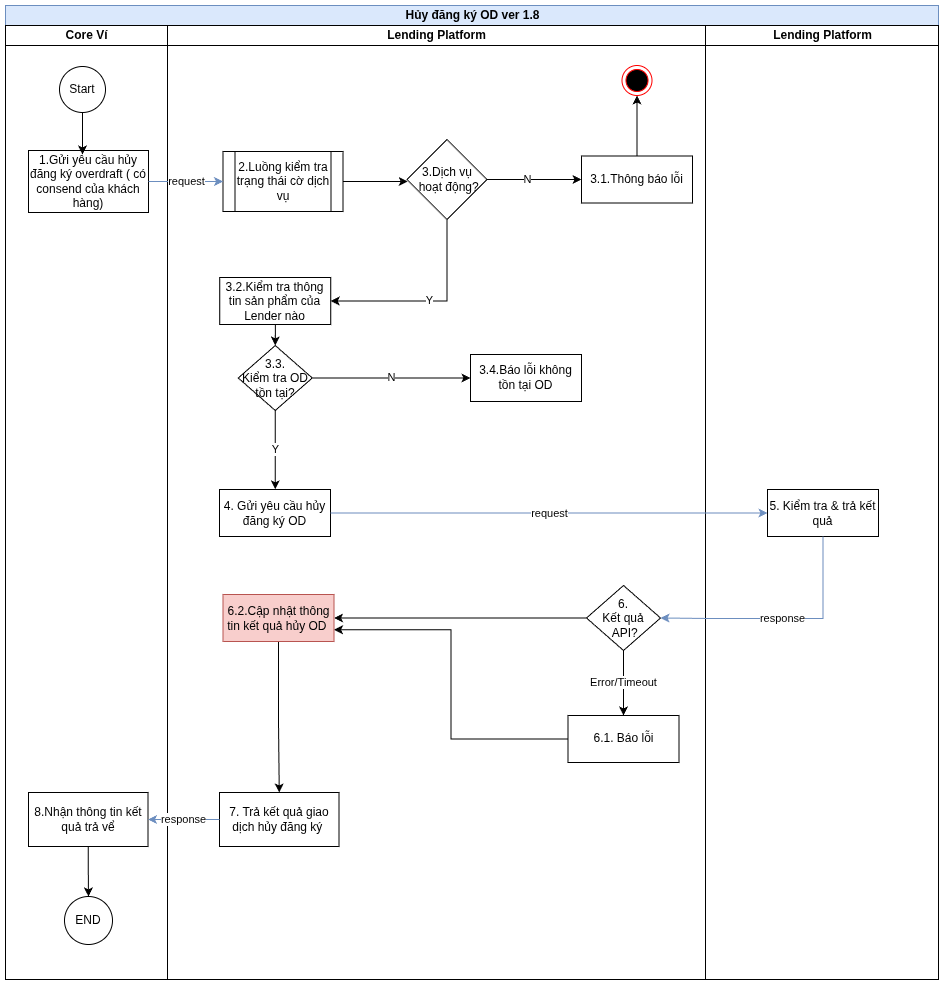 Hủy đăng ký OD ver 1.8
Core Ví
Lending Platform
Lending Platform
Start
1.Gửi yêu cầu hủy
đăng ký overdraft ( có
consend của khách
hàng)
request
2.Luồng kiểm tra
trạng thái cờ dịch
vụ
3.Dịch vụ
hoạt động?
N
3.1.Thông báo lỗi
Y
3.2.Kiểm tra thông
tin sản phẩm của
Lender nào
3.3.
Kiểm tra OD
tồn tại?
N
3.4.Báo lỗi không
tồn tại OD
Y
4. Gửi yêu cầu hủy
đăng ký OD
request
5. Kiểm tra & trả kết
quả
response
6.
Kết quả
API?
6.2.Cập nhật thông
tin kết quả hủy OD
Error/Timeout
6.1. Báo lỗi
7. Trả kết quả giao
dịch hủy đăng ký
response
8.Nhận thông tin kết
quả trả về
END